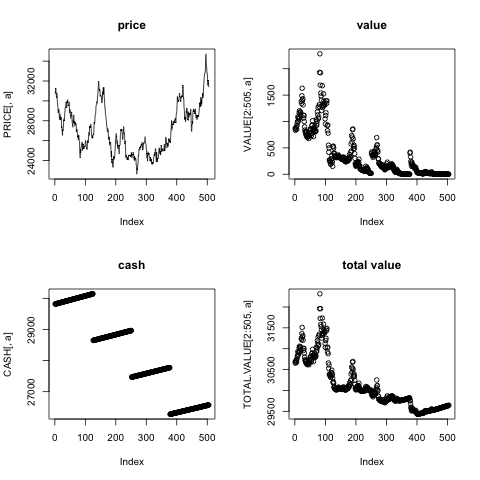 price
PRICE[, a]
24000
28000
32000
0 100 200 300 400 500
Index
value
VALUE[2:505, a]
0
500
1500
0 100 200 300 400 500
Index
cash
CASH[, a]
27000
29000
0 100 200 300 400 500
Index
total value
TOTAL.VALUE[2:505, a]
29500
30500
31500
0 100 200 300 400 500
Index